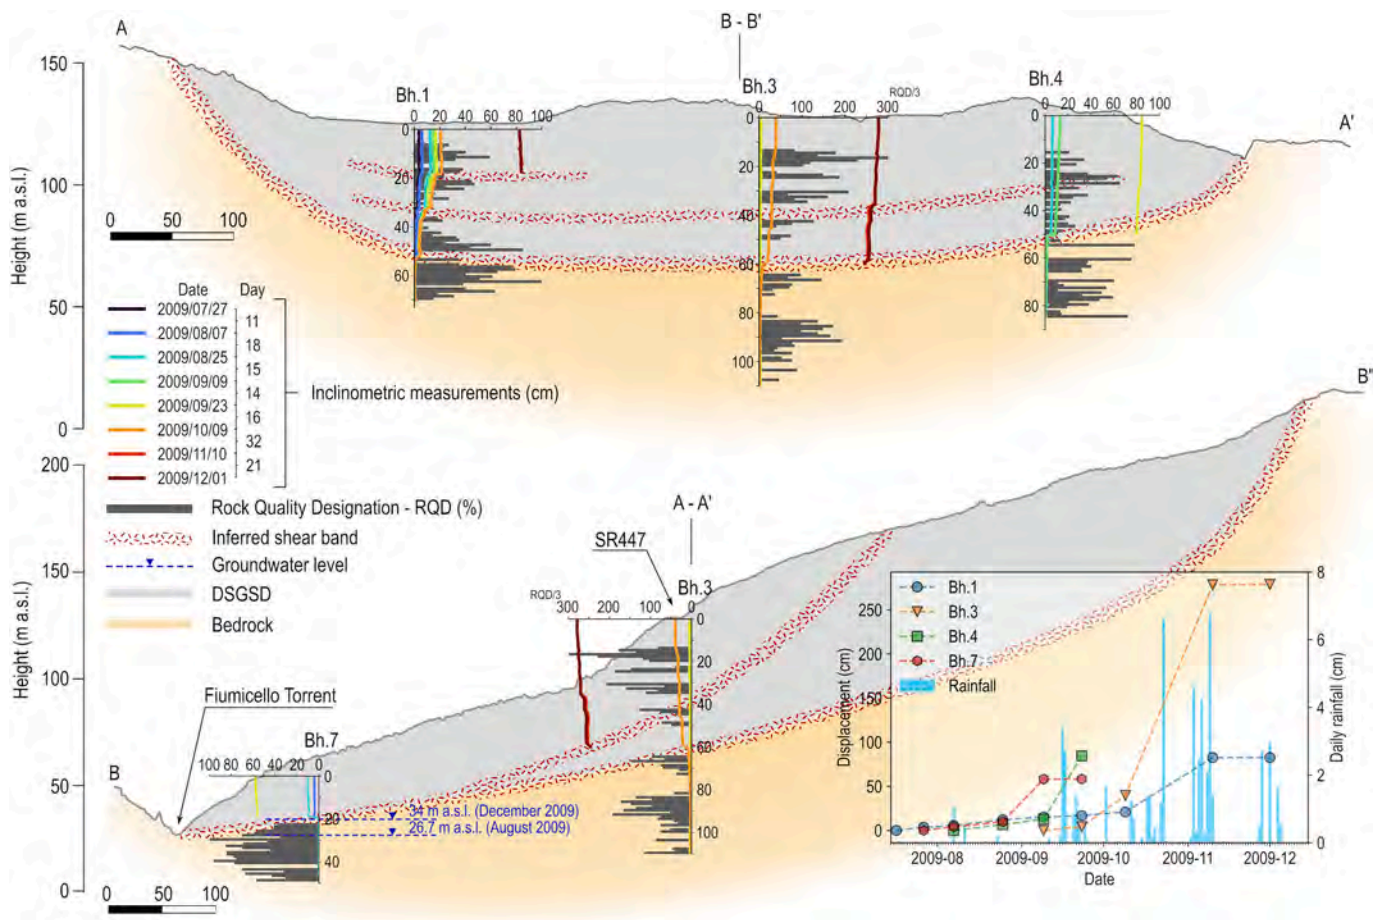 A
B - B'
150
Bh.1
Bh.3
RQD/3
Bh.4
0 20 40 60 80 100
0 100 200 300
0 20 40 60 80 100
A'
0
20
40
60
0
20
40
60
80
100
0
20
40
60
80
100
Height (m a.s.l.)
0 50 100
50
0
Date Day
2009/07/27
11
2009/08/07
18
2009/08/25
15
2009/09/09
14
2009/09/23
16
2009/10/09
32
2009/11/10
21
2009/12/01
Inclinometric measurements (cm)
B"
200
Rock Quality Designation - RQD (%)
Inferred shear band
Groundwater level
DSGSD
Bedrock
150
100
50
0
Height (m a.s.l.)
A - A'
SR447
Bh.3
RQD/3
300 200 100 0
0
20
40
60
80
100
Fiumicello Torrent
B
Bh.7
100 80 60 40 20 0
0
20
40
34 m a.s.l. (December 2009)
26.7 m a.s.l. (August 2009)
0 50 100
Bh.1
Bh.3
Bh.4
Bh.7
Rainfall
Displacement (cm)
250
200
150
100
50
0
Daily rainfall (cm)
8
6
4
2
0
2009-08 2009-09 2009-10 2009-11 2009-12
Date